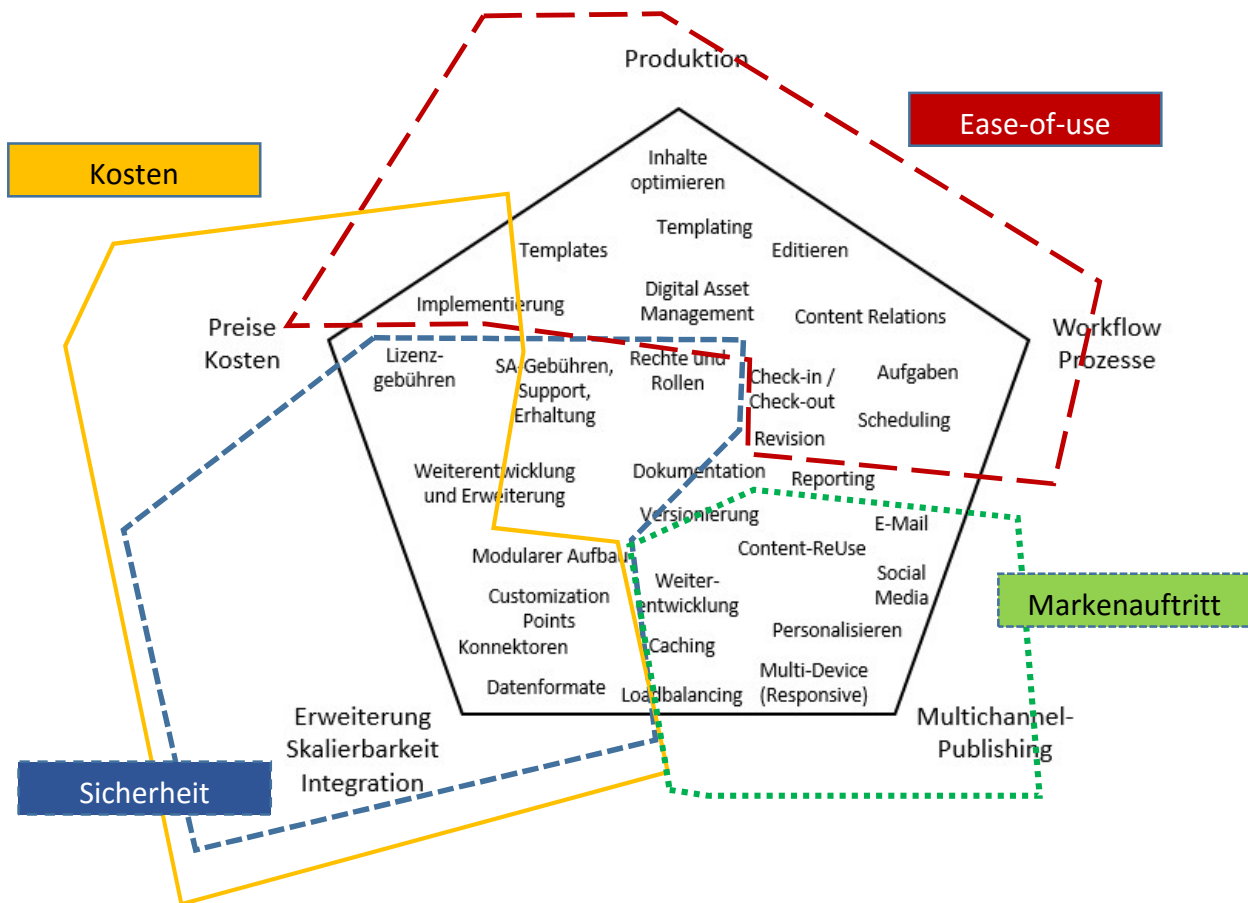 Produktion
Ease-of-use
Kosten
Inhalte
optimieren
Templating
Templates
Editieren
Digital Asset
Management
Implementierung
Content Relations
Preise
Kosten
Workflow
Prozesse
Lizenz-
gebühren
SA-Gebühren,
Support,
Erhaltung
Rechte und
Rollen
Check-in /
Check-out
Aufgaben
Scheduling
Revision
Weiterentwicklung
und Erweiterung
Dokumentation
Reporting
Versionierung
E-Mail
Modularer Aufbau
Content-ReUse
Weiter-
entwicklung
Social
Media
Markenauftritt
Customization
Points
Personalisieren
Konnektoren
Caching
Datenformate
Loadbalancing
Multi-Device
(Responsive)
Erweiterung
Skalierbarkeit
Integration
Multichannel-
Publishing
Sicherheit